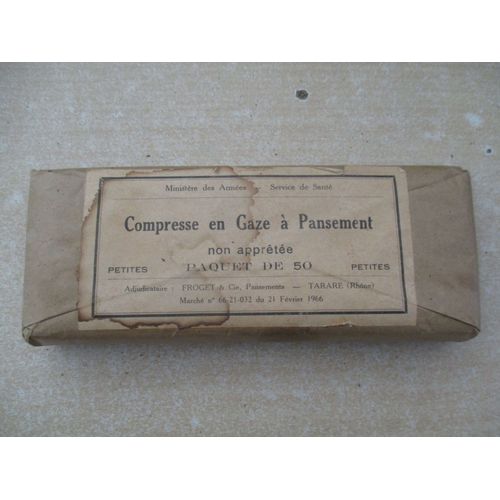 Ministère des Armées — Service de Santé
Compresse en Gaze à Pansement
non apprêtée
PETITES PAQUET DE 50 PETITES
Adjudicataire : FROGET & Cie, Pansements — TARARE (Rhône)
Marché n° 66-21-032 du 21 Février 1966